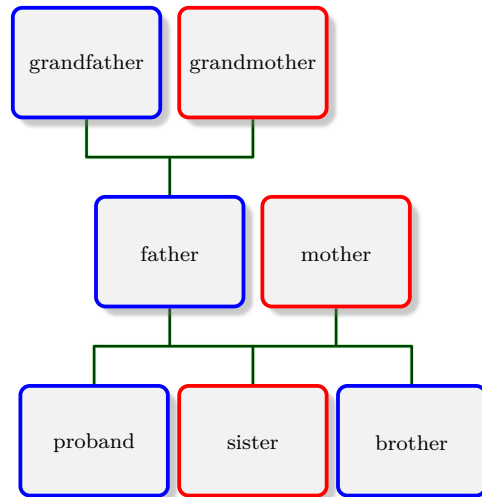 grandfather
grandmother
father
mother
proband
sister
brother